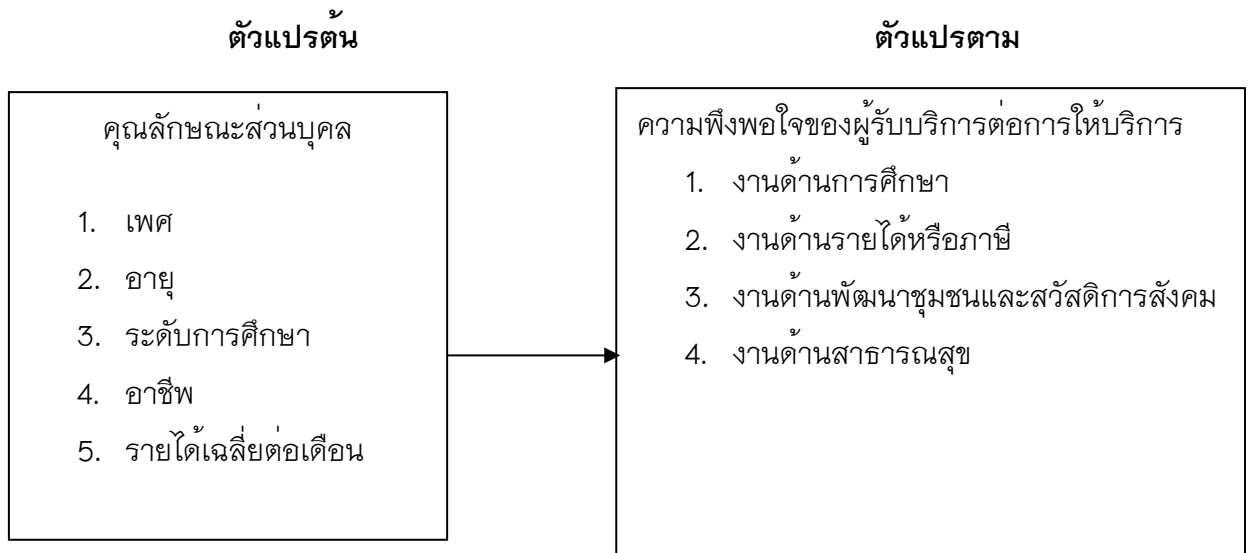 ตัวแปรต้น
ตัวแปรตาม
คุณลักษณะส่วนบุคล
1. เพศ
2. อายุ
3. ระดับการศึกษา
4. อาชีพ
5. รายได้เฉลี่ยต่อเดือน
ความพึงพอใจของผู้รับบริการต่อการให้บริการ
1. งานด้านการศึกษา
2. งานด้านรายได้หรือภาษี
3. งานด้านพัฒนาชุมชนและสวัสดิการสังคม
4. งานด้านสาธารณสุข